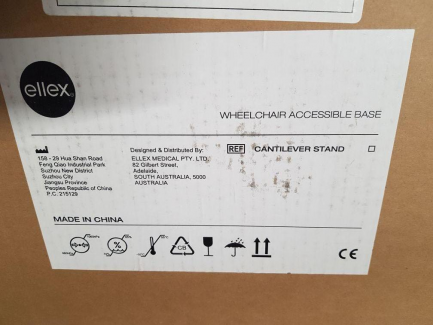 ellex
WHEELCHAIR ACCESSIBLE BASE
158 - 29 Hua Shan Road
Feng Qiao Industrial Park
Suzhou New District
Suzhou City
Jiangsu Province
Peoples Republic of China
P.C. 215129
Designed & Distributed By:
ELLEX MEDICAL PTY. LTD.
82 Gilbert Street,
Adelaide,
SOUTH AUSTRALIA, 5000
AUSTRALIA
REF CANTILEVER STAND
MADE IN CHINA
%
CB
CE